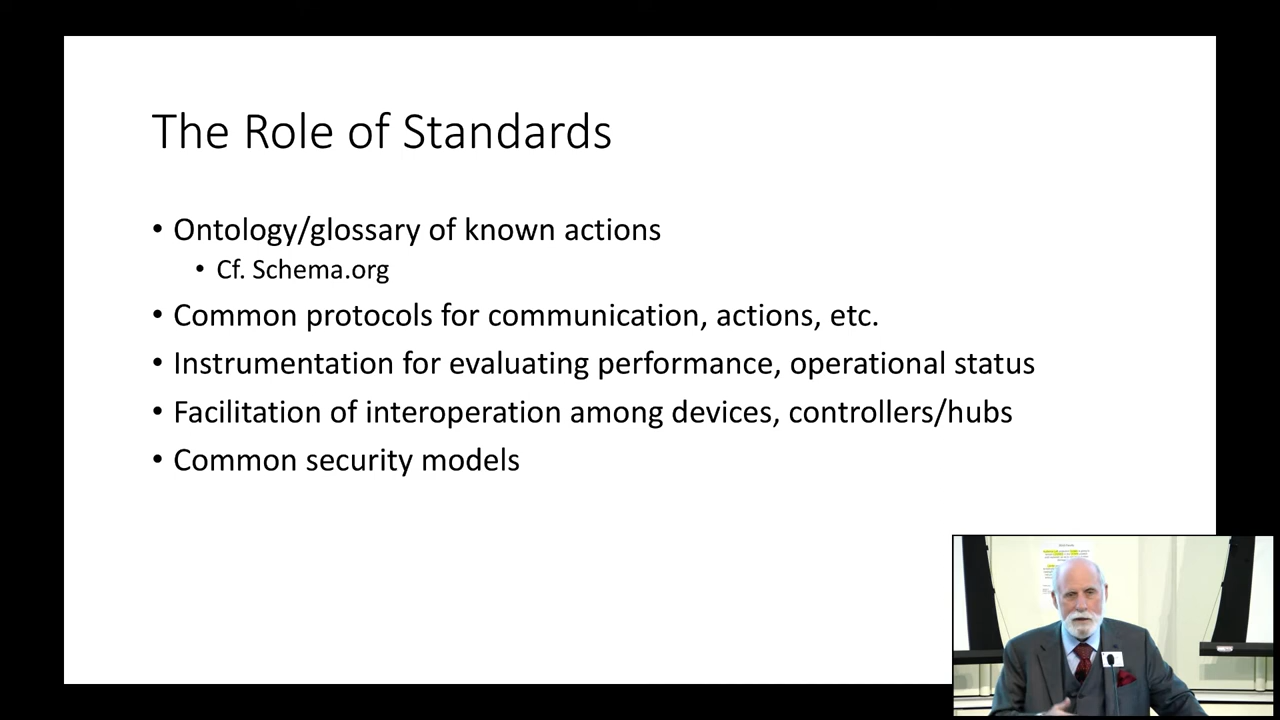 The Role of Standards
• Ontology/glossary of known actions
• Cf. Schema.org
• Common protocols for communication, actions, etc.
• Instrumentation for evaluating performance, operational status
• Facilitation of interoperation among devices, controllers/hubs
• Common security models